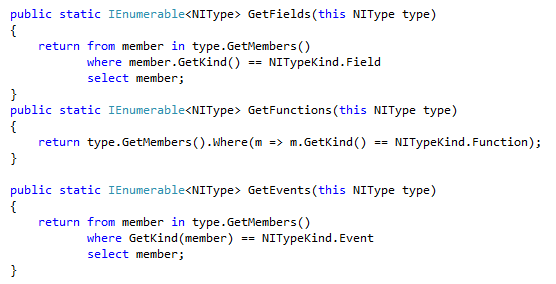 public static IEnumerable<NIType> GetFields(this NIType type)
{
    return from member in type.GetMembers()
           where member.GetKind() == NITypeKind.Field
           select member;
}
public static IEnumerable<NIType> GetFunctions(this NIType type)
{
    return type.GetMembers().Where(m => m.GetKind() == NITypeKind.Function);
}

public static IEnumerable<NIType> GetEvents(this NIType type)
{
    return from member in type.GetMembers()
           where GetKind(member) == NITypeKind.Event
           select member;
}